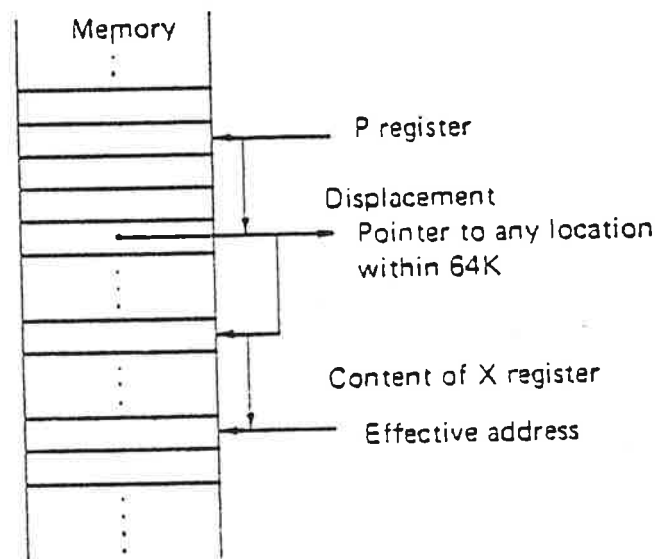 Memory
P register
Displacement
Pointer to any location
within 64K
Content of X register
Effective address